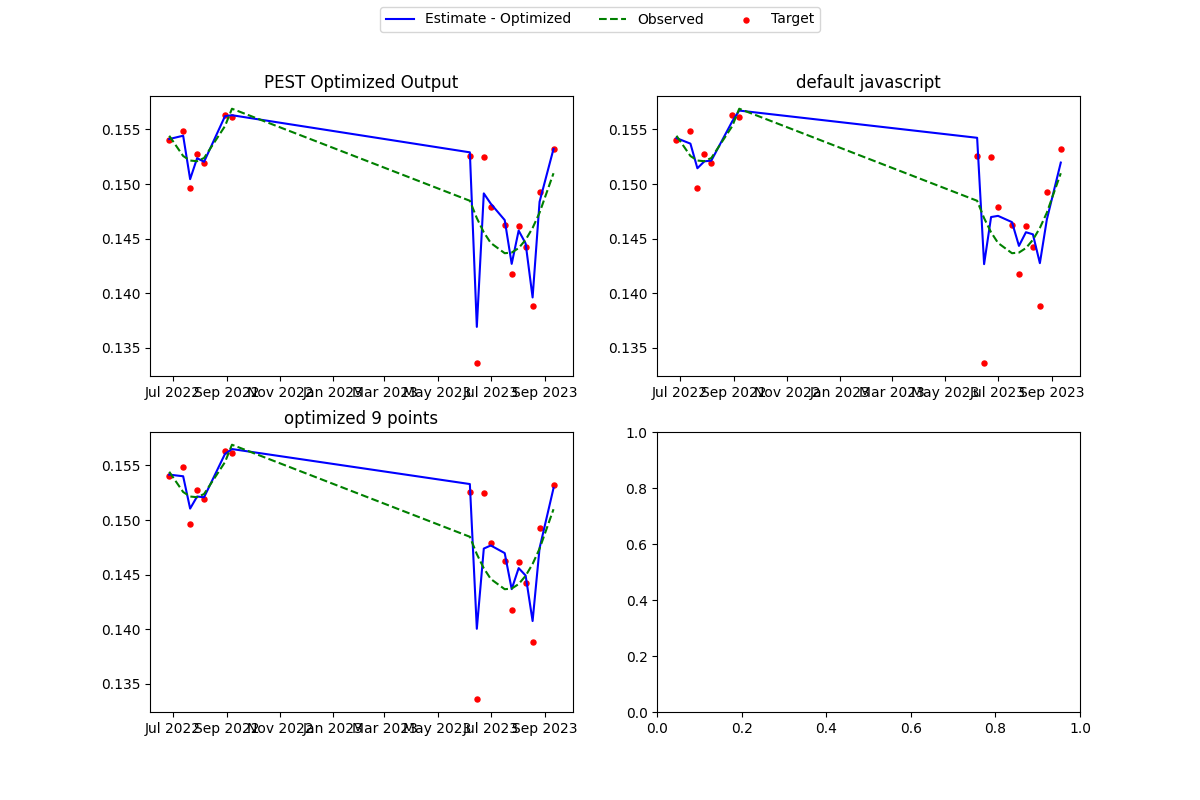 Estimate - Optimized Observed Target
PEST Optimized Output
0.155
0.150
0.145
0.140
0.135
Jul 2022 Sep 2022 Nov 2022 Jan 2023 Mar 2023 May 2023 Jul 2023 Sep 2023
default javascript
0.155
0.150
0.145
0.140
0.135
Jul 2022 Sep 2022 Nov 2022 Jan 2023 Mar 2023 May 2023 Jul 2023 Sep 2023
optimized 9 points
0.155
0.150
0.145
0.140
0.135
Jul 2022 Sep 2022 Nov 2022 Jan 2023 Mar 2023 May 2023 Jul 2023 Sep 2023
1.0
0.8
0.6
0.4
0.2
0.0
0.0 0.2 0.4 0.6 0.8 1.0